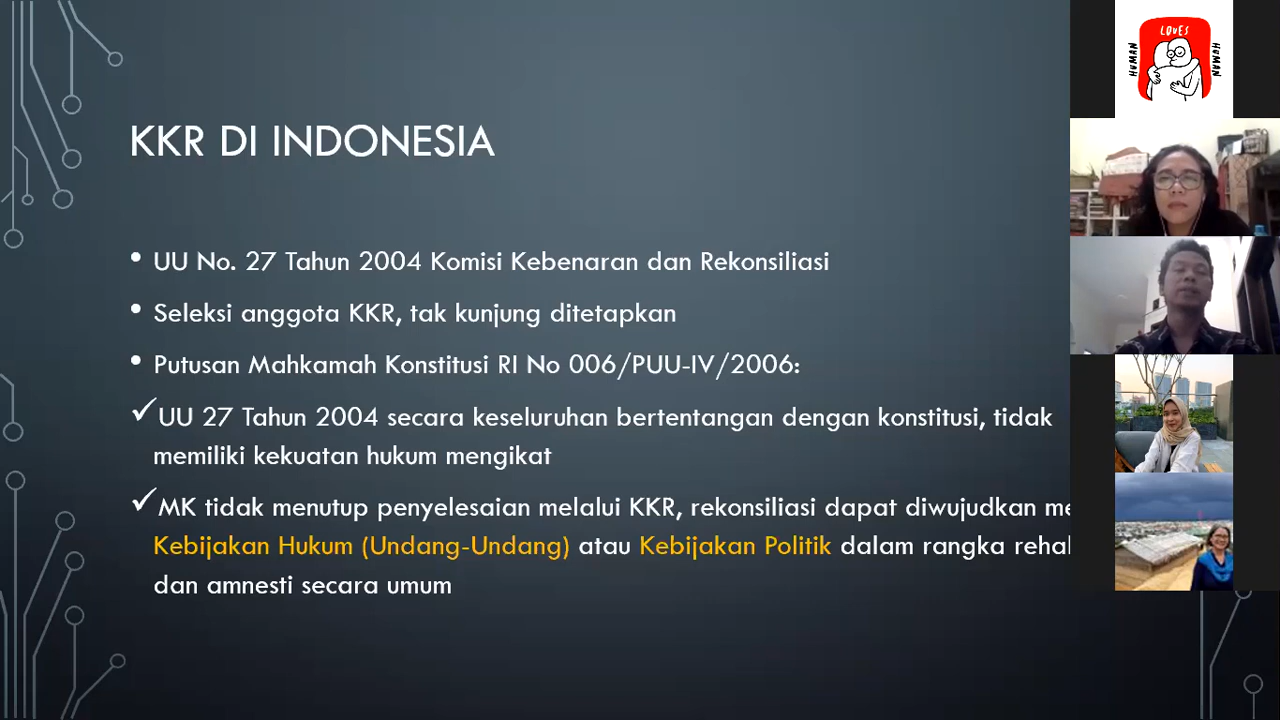 KKR DI INDONESIA
• UU No. 27 Tahun 2004 Komisi Kebenaran dan Rekonsiliasi
• Seleksi anggota KKR, tak kunjung ditetapkan
• Putusan Mahkamah Konstitusi RI No 006/PUU-IV/2006:
✓UU 27 Tahun 2004 secara keseluruhan bertentangan dengan konstitusi, tidak
memiliki kekuatan hukum mengikat
✓MK tidak menutup penyelesaian melalui KKR, rekonsiliasi dapat diwujudkan
Kebijakan Hukum (Undang-Undang) atau Kebijakan Politik dalam rangka
dan amnesti secara umum
LOVES
HUMAN
HUMAN